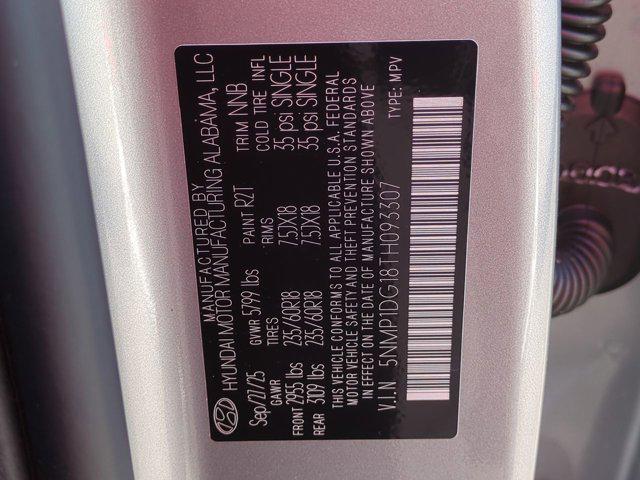 MANUFACTURED BY
HYUNDAI MOTOR MANUFACTURING ALABAMA, LLC
Sep/27/25 GVWR 5799 lbs PAINT R2T TRIM NNB
GAWR TIRES RIMS COLD TIRE INFL
FRONT 2955 lbs 235/60R18 7.5JX18 35 psi SINGLE
REAR 3109 lbs 235/60R18 7.5JX18 35 psi SINGLE
THIS VEHICLE CONFORMS TO ALL APPLICABLE U.S.A. FEDERAL
MOTOR VEHICLE SAFETY AND THEFT PREVENTION STANDARDS
IN EFFECT ON THE DATE OF MANUFACTURE SHOWN ABOVE
V.I.N 5NMP1DG18TH093307 TYPE: MPV